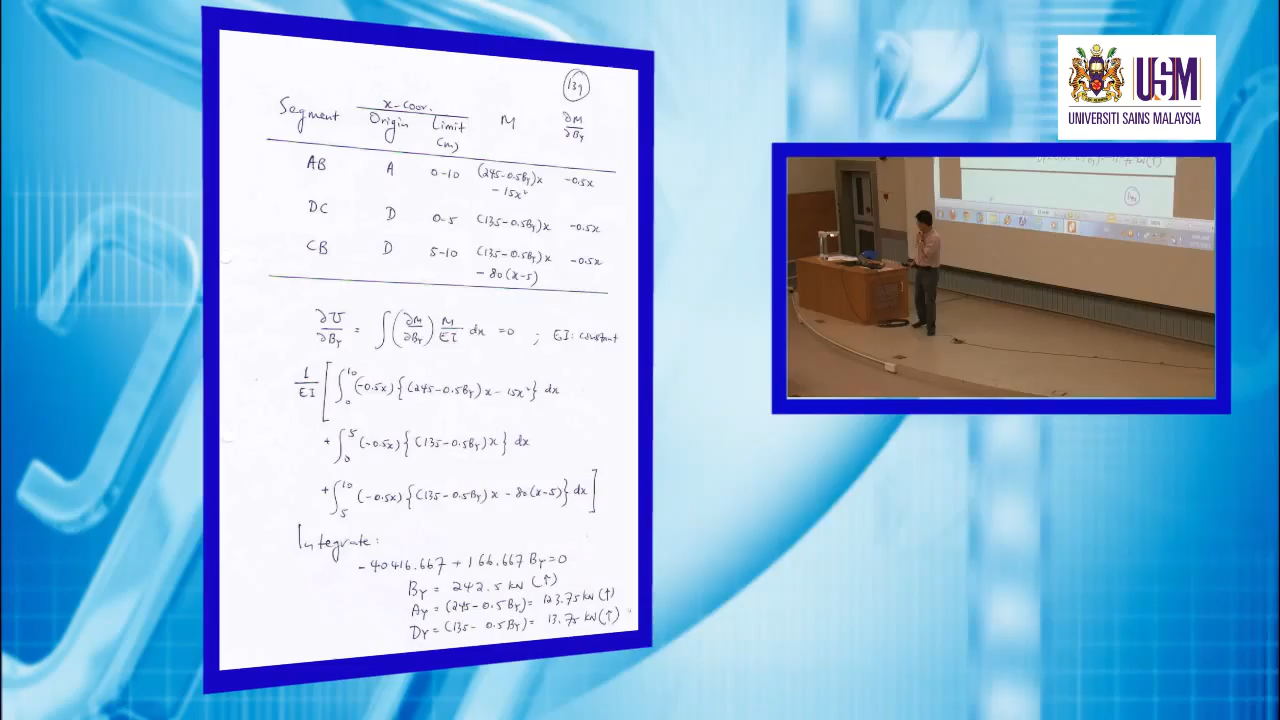 139
Segment x-coor. M ∂M/∂By
Origin Limit (m)
AB A 0-10 (245-0.5By)x - 15x² -0.5x
DC D 0-5 (135-0.5By)x -0.5x
CB D 5-10 (135-0.5By)x - 80(x-5) -0.5x
∂U/∂By = ∫(∂M/∂By) M/EI dx = 0 ; EI: constant
1/EI [ ∫₀¹⁰ (-0.5x){(245-0.5By)x - 15x²} dx
+ ∫₀⁵ (-0.5x){(135-0.5By)x} dx
+ ∫₅¹⁰ (-0.5x){(135-0.5By)x - 80(x-5)} dx ]
Integrate:
-40416.667 + 166.667 By = 0
By = 242.5 kN (↑)
Ay = (245-0.5By) = 123.75 kN (↑)
Dy = (135-0.5By) = 13.75 kN (↑)
USM
UNIVERSITI SAINS MALAYSIA